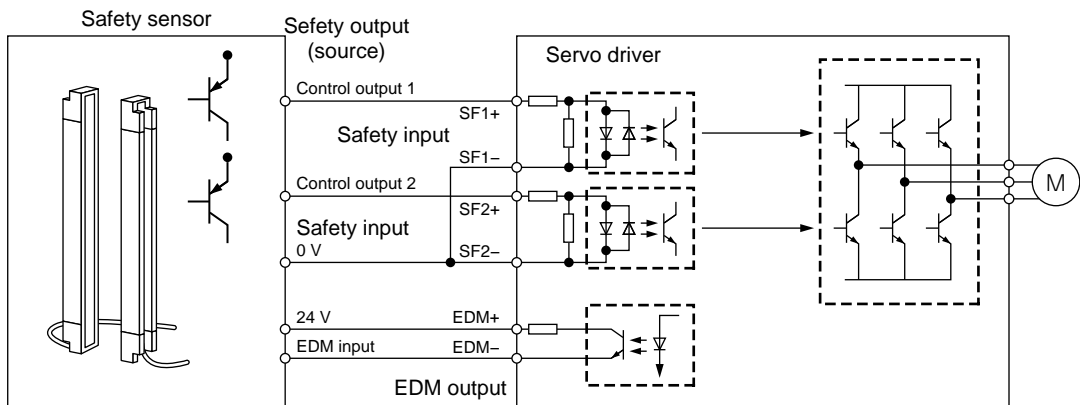 Safety sensor
Sefety output
(source)
Servo driver
Control output 1
SF1+
Safety input
SF1−
Control output 2
SF2+
Safety input
0 V
SF2−
M
24 V
EDM+
EDM input
EDM−
EDM output